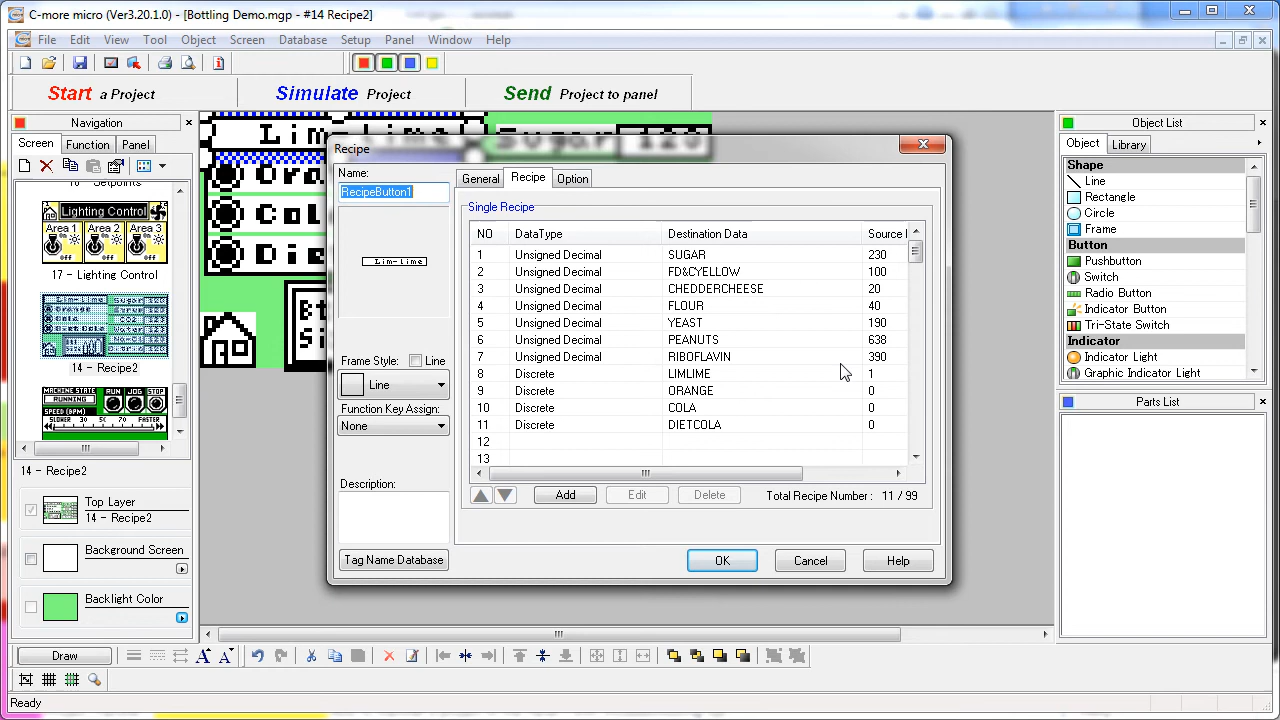 C-more micro (Ver3.20.1.0) - [Bottling Demo.mgp - #14 Recipe2]
File Edit View Tool Object Screen Database Setup Panel Window Help
Start a Project
Simulate Project
Send Project to panel
Navigation
Screen Function Panel
Lighting Control
Area 1 Area 2 Area 3
Off Off Off
17 - Lighting Control
14 - Recipe2
MACHINE STATE
RUNNING
RUN JOG STOP
SPEED (BPM)
SLOWER FASTER
14 - Recipe2
Top Layer
14 - Recipe2
Background Screen
Backlight Color
Lim-lime Sugar 120
Recipe
Name:
RecipeButton1
Lim-lime
Frame Style: Line
Line
Function Key Assign:
None
Description:
Tag Name Database
General Recipe Option
Single Recipe
NO DataType Destination Data Source
1 Unsigned Decimal SUGAR 230
2 Unsigned Decimal FD&CYELLOW 100
3 Unsigned Decimal CHEDDERCHEESE 20
4 Unsigned Decimal FLOUR 40
5 Unsigned Decimal YEAST 190
6 Unsigned Decimal PEANUTS 638
7 Unsigned Decimal RIBOFLAVIN 390
8 Discrete LIMLIME 1
9 Discrete ORANGE 0
10 Discrete COLA 0
11 Discrete DIETCOLA 0
12
13
Add Edit Delete Total Recipe Number : 11 / 99
OK Cancel Help
Object List
Object Library
Shape
Line
Rectangle
Circle
Frame
Button
Pushbutton
Switch
Radio Button
Indicator Button
Tri-State Switch
Indicator
Indicator Light
Graphic Indicator Light
Parts List
Draw
Ready